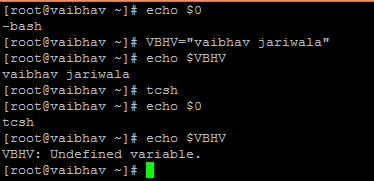 [root@vaibhav ~]# echo $0
-bash
[root@vaibhav ~]# VBHV="vaibhav jariwala"
[root@vaibhav ~]# echo $VBHV
vaibhav jariwala
[root@vaibhav ~]# tcsh
[root@vaibhav ~]# echo $0
tcsh
[root@vaibhav ~]# echo $VBHV
VBHV: Undefined variable.
[root@vaibhav ~]#